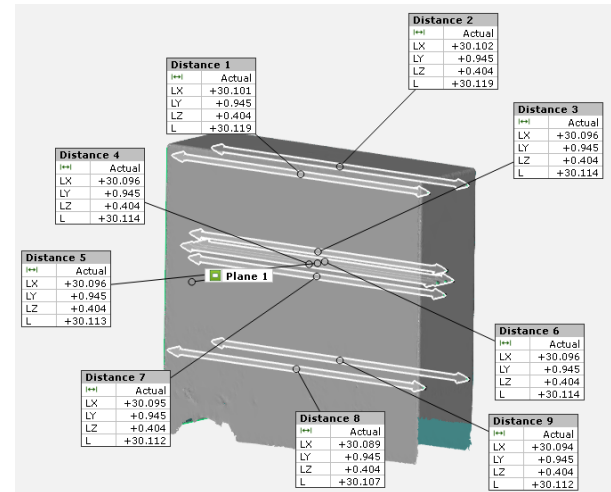 Distance 2
Actual
LX +30.102
LY +0.945
LZ +0.404
L +30.119
Distance 1
Actual
LX +30.101
LY +0.945
LZ +0.404
L +30.119
Distance 3
Actual
LX +30.096
LY +0.945
LZ +0.404
L +30.114
Distance 4
Actual
LX +30.096
LY +0.945
LZ +0.404
L +30.114
Distance 5
Actual
LX +30.096
LY +0.945
LZ +0.404
L +30.113
Plane 1
Distance 6
Actual
LX +30.096
LY +0.945
LZ +0.404
L +30.114
Distance 7
Actual
LX +30.095
LY +0.945
LZ +0.404
L +30.112
Distance 8
Actual
LX +30.089
LY +0.945
LZ +0.404
L +30.107
Distance 9
Actual
LX +30.094
LY +0.945
LZ +0.404
L +30.112